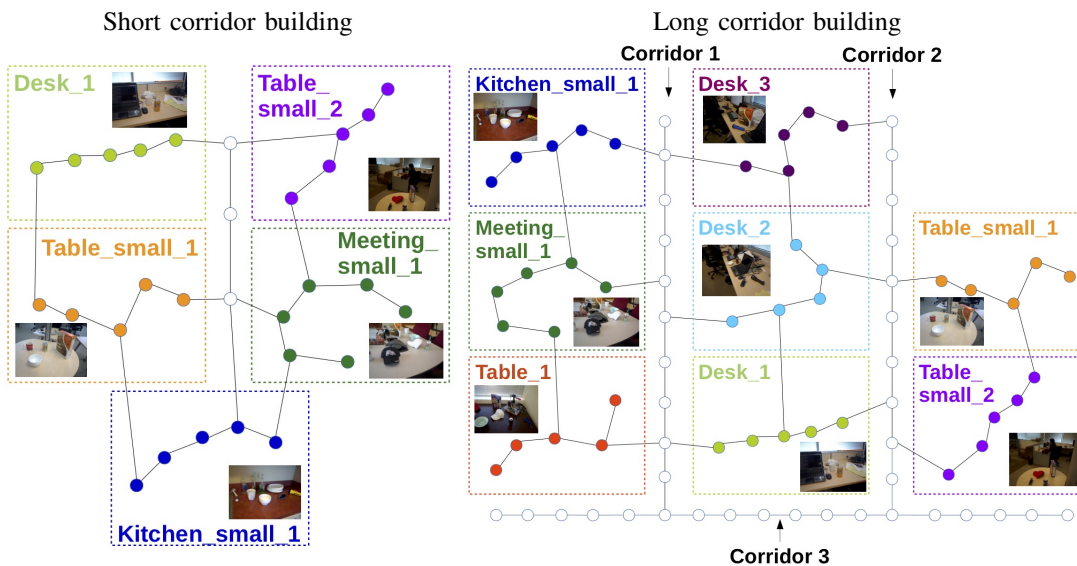 Short corridor building
Desk_1
Table_
small_2
Table_small_1
Meeting_
small_1
Kitchen_small_1
Long corridor building
Corridor 1
Corridor 2
Kitchen_small_1
Desk_3
Meeting_
small_1
Desk_2
Table_small_1
Table_1
Desk_1
Table_
small_2
Corridor 3